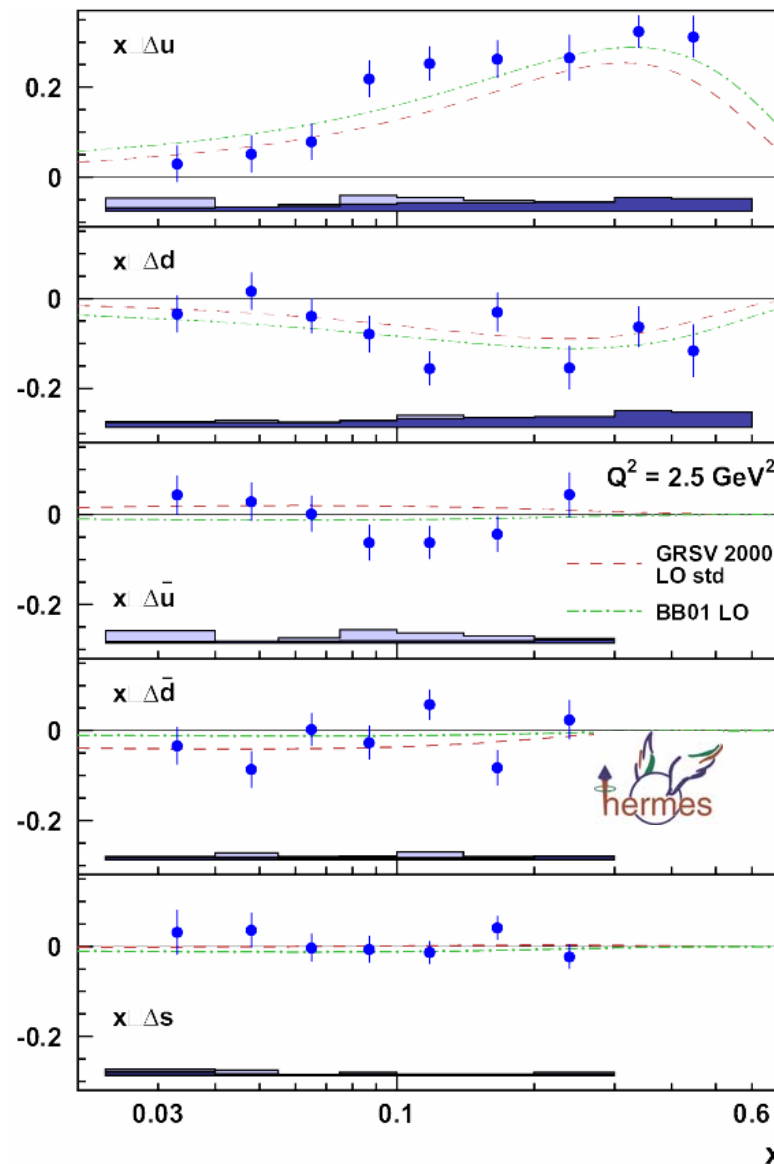 x □ Δu
0.2
0
x □ Δd
0
-0.2
Q² = 2.5 GeV²
0
GRSV 2000
LO std
-0.2
x □ Δū
BB01 LO
x □ Δd̄
0
hermes
-0.2
0
-0.2
x □ Δs
0.03
0.1
0.6
x